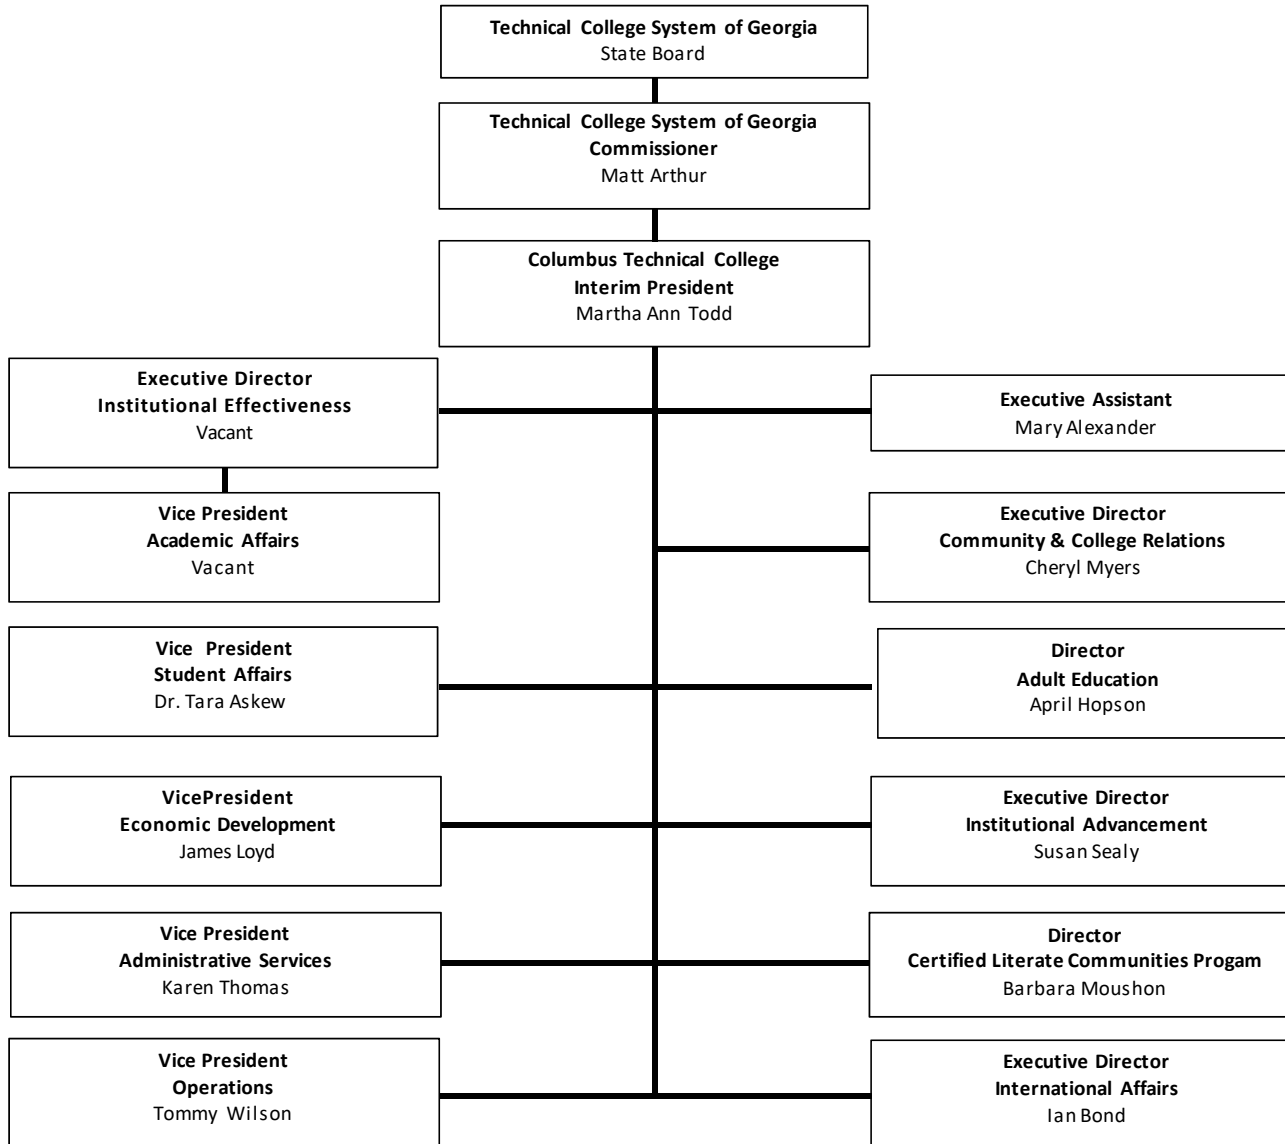 Technical College System of Georgia
State Board
Technical College System of Georgia
Commissioner
Matt Arthur
Columbus Technical College
Interim President
Martha Ann Todd
Executive Director
Institutional Effectiveness
Vacant
Executive Assistant
Mary Alexander
Vice President
Academic Affairs
Vacant
Executive Director
Community & College Relations
Cheryl Myers
Vice President
Student Affairs
Dr. Tara Askew
Director
Adult Education
April Hopson
VicePresident
Economic Development
James Loyd
Executive Director
Institutional Advancement
Susan Sealy
Vice President
Administrative Services
Karen Thomas
Director
Certified Literate Communities Progam
Barbara Moushon
Vice President
Operations
Tommy Wilson
Executive Director
International Affairs
Ian Bond